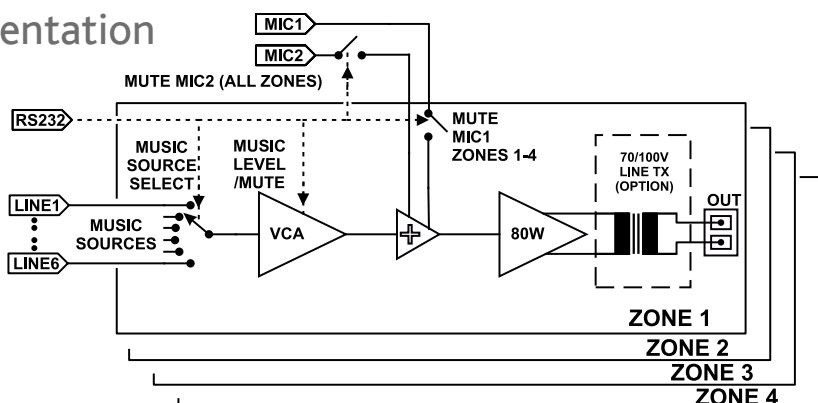 entation
MIC1
MIC2
MUTE MIC2 (ALL ZONES)
RS232
MUTE
MIC1
ZONES 1-4
MUSIC
SOURCE
SELECT
MUSIC
LEVEL
/MUTE
70/100V
LINE TX
(OPTION)
LINE1
OUT
MUSIC
SOURCES
VCA
80W
LINE6
ZONE 1
ZONE 2
ZONE 3
ZONE 4